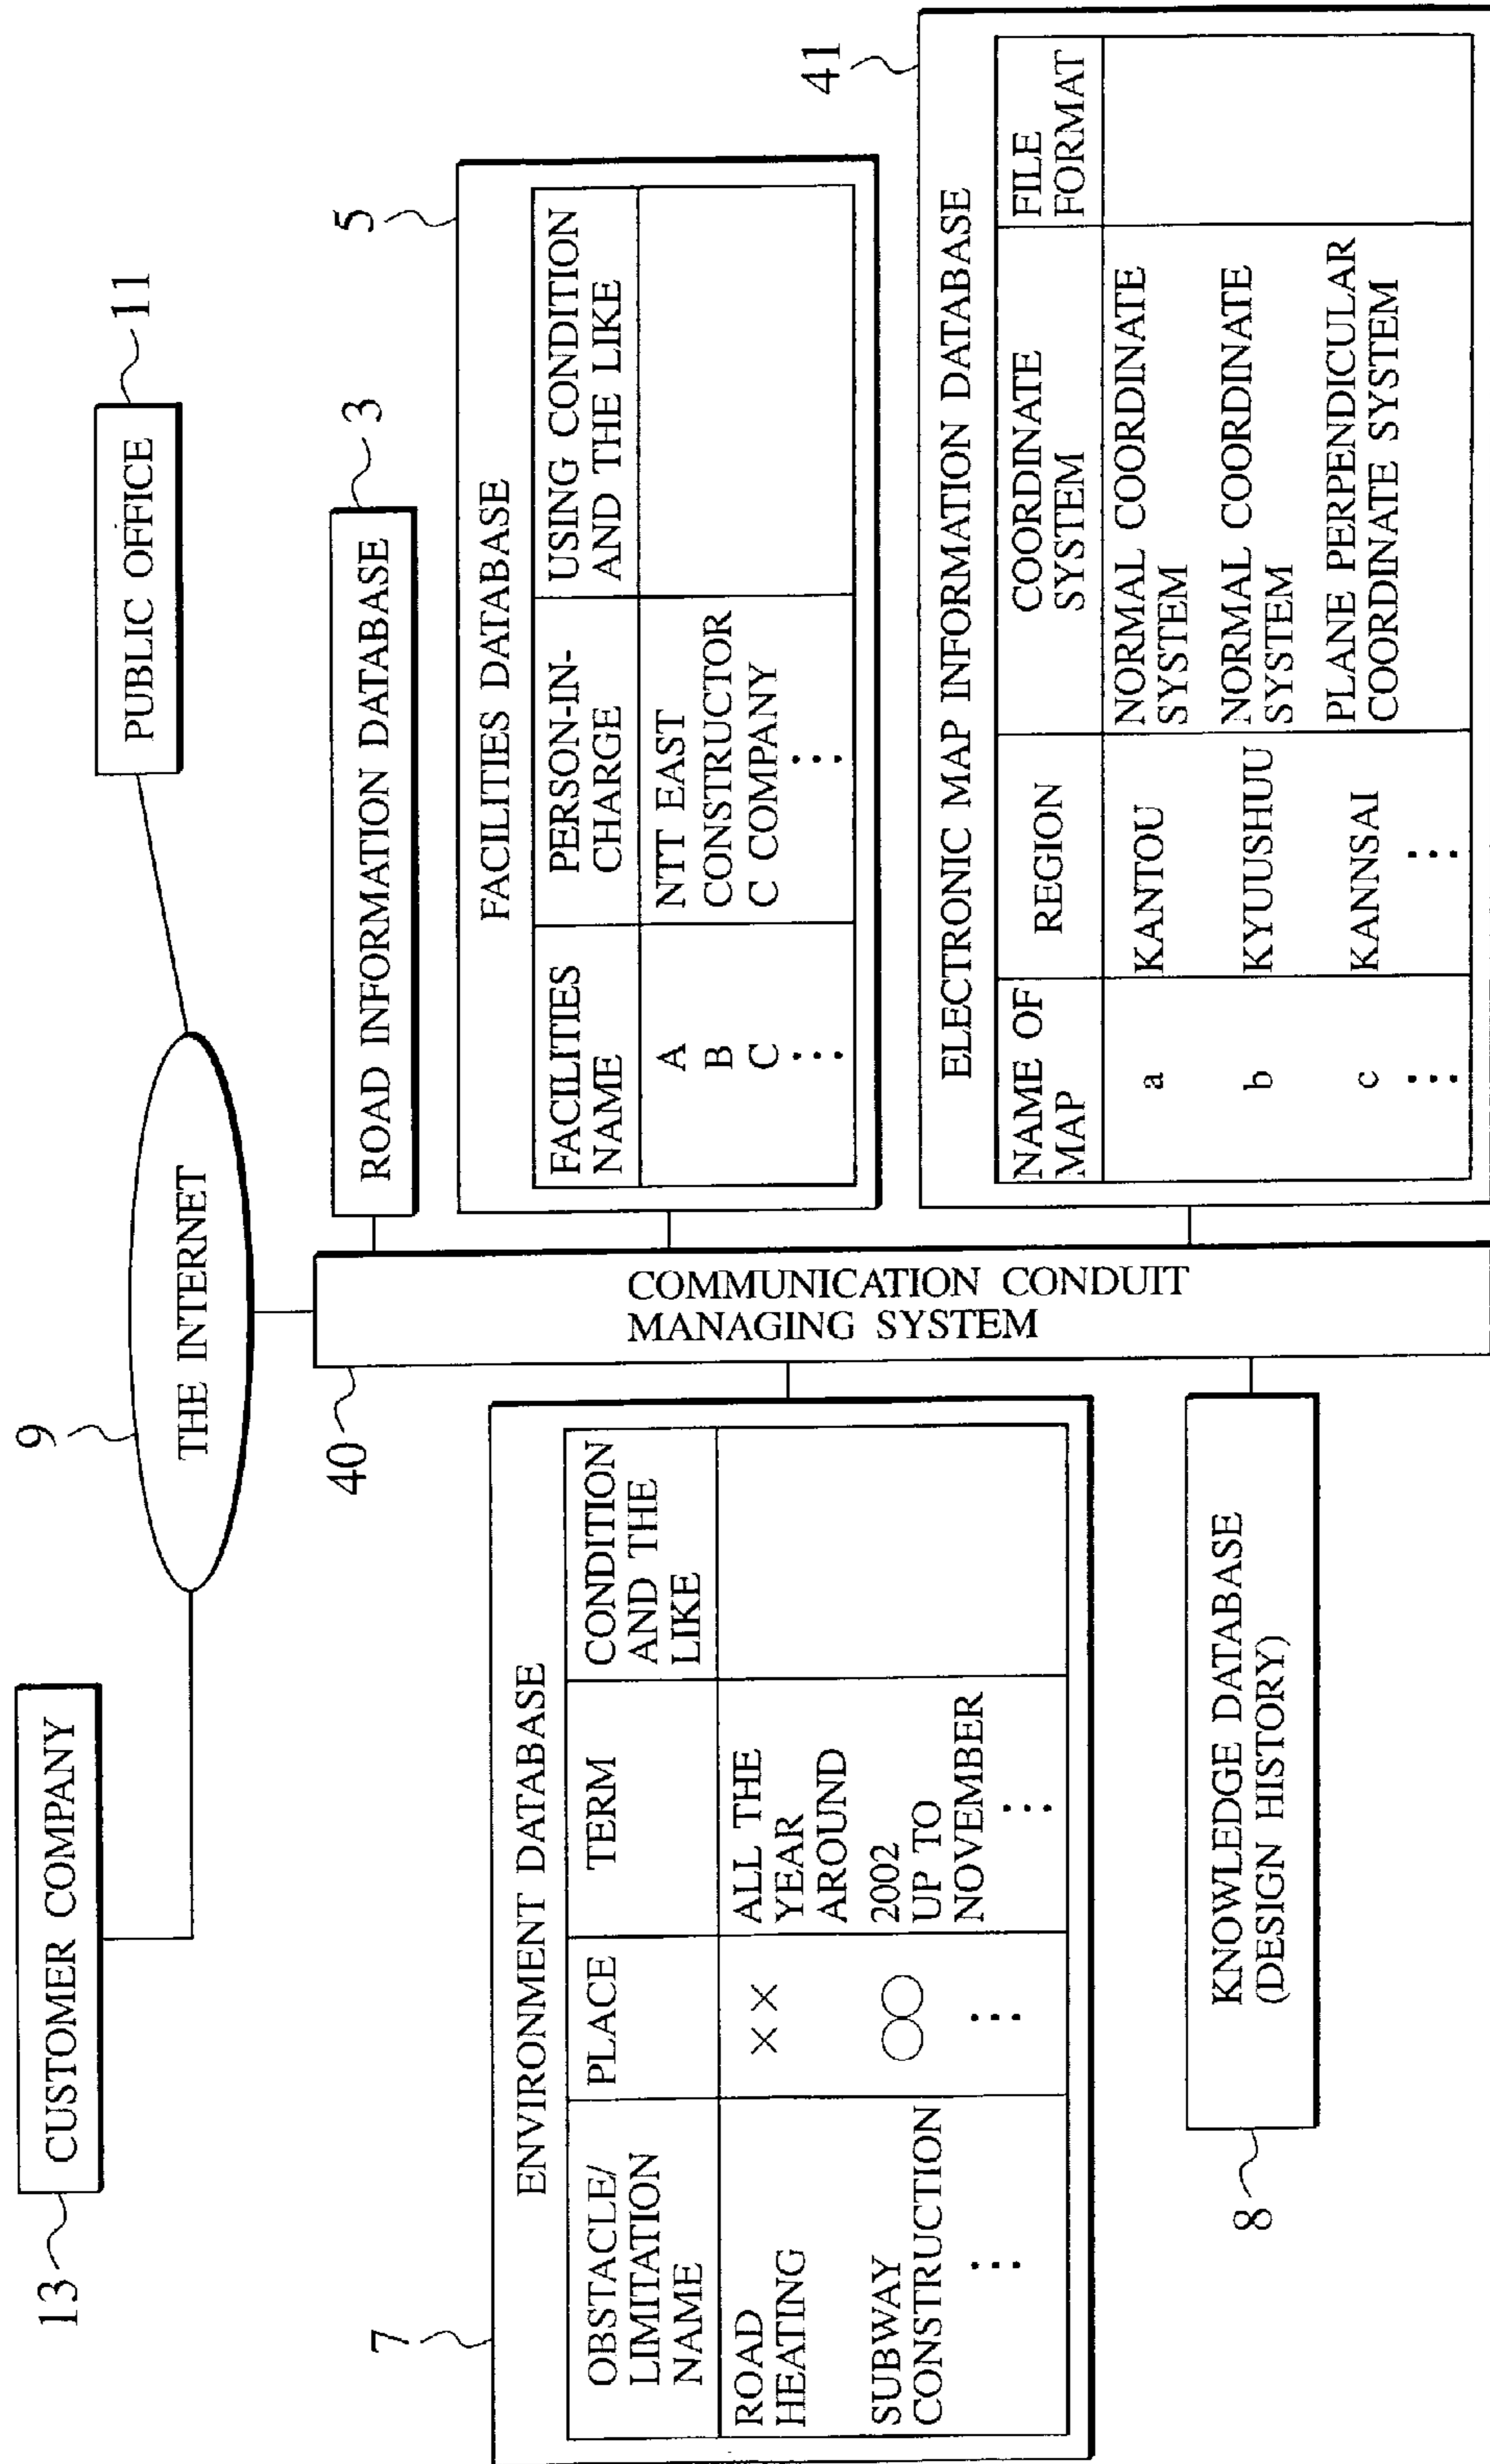 13
CUSTOMER COMPANY
9
THE INTERNET
PUBLIC OFFICE
11
40
COMMUNICATION CONDUIT
MANAGING SYSTEM
ROAD INFORMATION DATABASE
3
7
ENVIRONMENT DATABASE
OBSTACLE/
LIMITATION
NAME
PLACE
TERM
CONDITION
AND THE
LIKE
ROAD
HEATING
××
ALL THE
YEAR
AROUND
SUBWAY
CONSTRUCTION
○○
2002
UP TO
NOVEMBER
⋮ ⋮ ⋮
8
KNOWLEDGE DATABASE
(DESIGN HISTORY)
5
FACILITIES DATABASE
FACILITIES
NAME
PERSON-IN-
CHARGE
USING CONDITION
AND THE LIKE
A NTT EAST
B CONSTRUCTOR
C C COMPANY
⋮ ⋮
41
ELECTRONIC MAP INFORMATION DATABASE
NAME OF
MAP
REGION
COORDINATE
SYSTEM
FILE
FORMAT
a KANTOU NORMAL COORDINATE
SYSTEM
b KYUUSHUU NORMAL COORDINATE
SYSTEM
c KANNSAI PLANE PERPENDICULAR
COORDINATE SYSTEM
⋮ ⋮